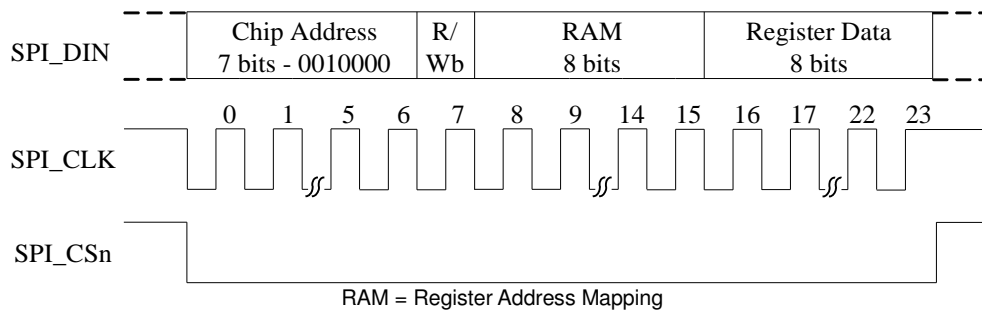 SPI_DIN
Chip Address
7 bits - 0010000
R/
Wb
RAM
8 bits
Register Data
8 bits
SPI_CLK
0 1 5 6 7 8 9 14 15 16 17 22 23
SPI_CSn
RAM = Register Address Mapping